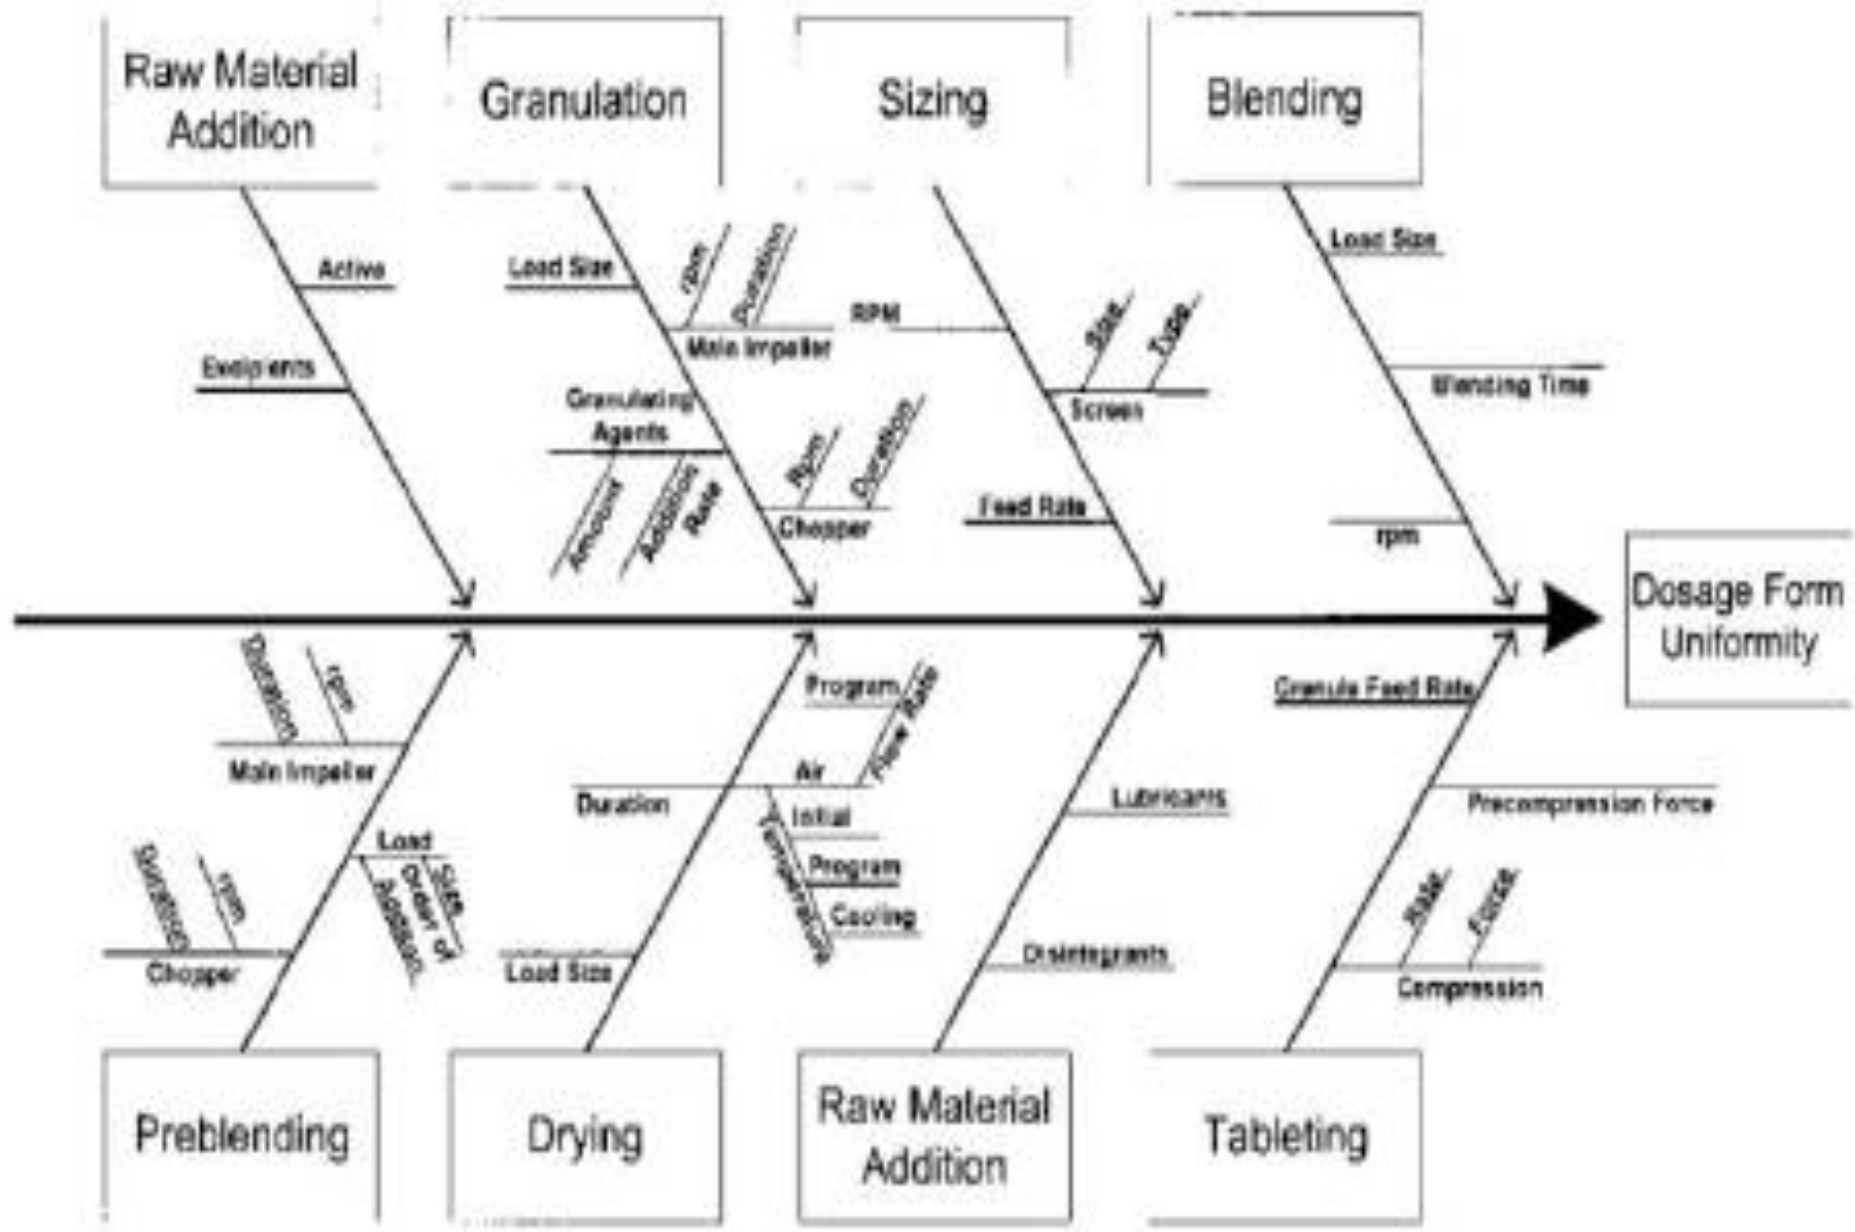 Raw Material
Addition
Granulation
Sizing
Blending
Active
Excipients
Load Size
rpm
Duration
Main Impeller
Granulating
Agents
Amount
Addition
Rate
Rpm
Duration
Chopper
RPM
Size
Type
Screen
Feed Rate
Load Size
Blending Time
rpm
Dosage Form
Uniformity
Duration
rpm
Main Impeller
Load
Size
Order of
Addition
Duration
rpm
Chopper
Program
Flow Rate
Air
Duration
Initial
Program
Cooling
Temperature
Load Size
Lubricants
Disintegrants
Granule Feed Rate
Precompression Force
Rate
Force
Compression
Preblending
Drying
Raw Material
Addition
Tableting